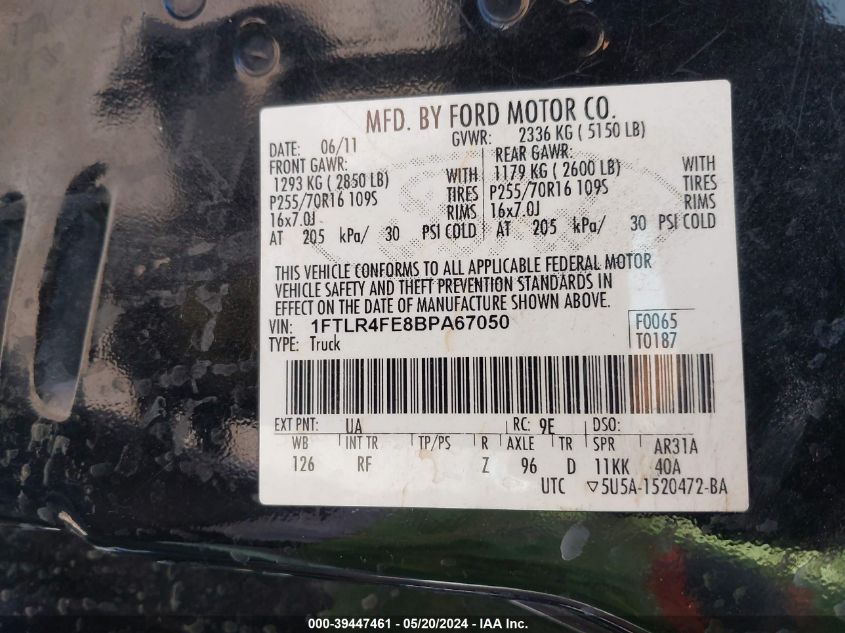 MFD. BY FORD MOTOR CO.
DATE: 06/11 GVWR: 2336 KG ( 5150 LB)
FRONT GAWR: REAR GAWR:
1293 KG ( 2850 LB) WITH 1179 KG ( 2600 LB) WITH
P255/70R16 109S TIRES P255/70R16 109S TIRES
16x7.0J RIMS 16x7.0J RIMS
AT 205 kPa/ 30 PSI COLD AT 205 kPa/ 30 PSI COLD
THIS VEHICLE CONFORMS TO ALL APPLICABLE FEDERAL MOTOR
VEHICLE SAFETY AND THEFT PREVENTION STANDARDS IN
EFFECT ON THE DATE OF MANUFACTURE SHOWN ABOVE.
VIN: 1FTLR4FE8BPA67050 F0065
TYPE: Truck T0187
EXT PNT: UA RC: 9E DSO:
WB INT TR TP/PS R AXLE TR SPR AR31A
126 RF Z 96 D 11KK 40A
UTC ▽5U5A-1520472-BA
000-39447461 - 05/20/2024 - IAA Inc.